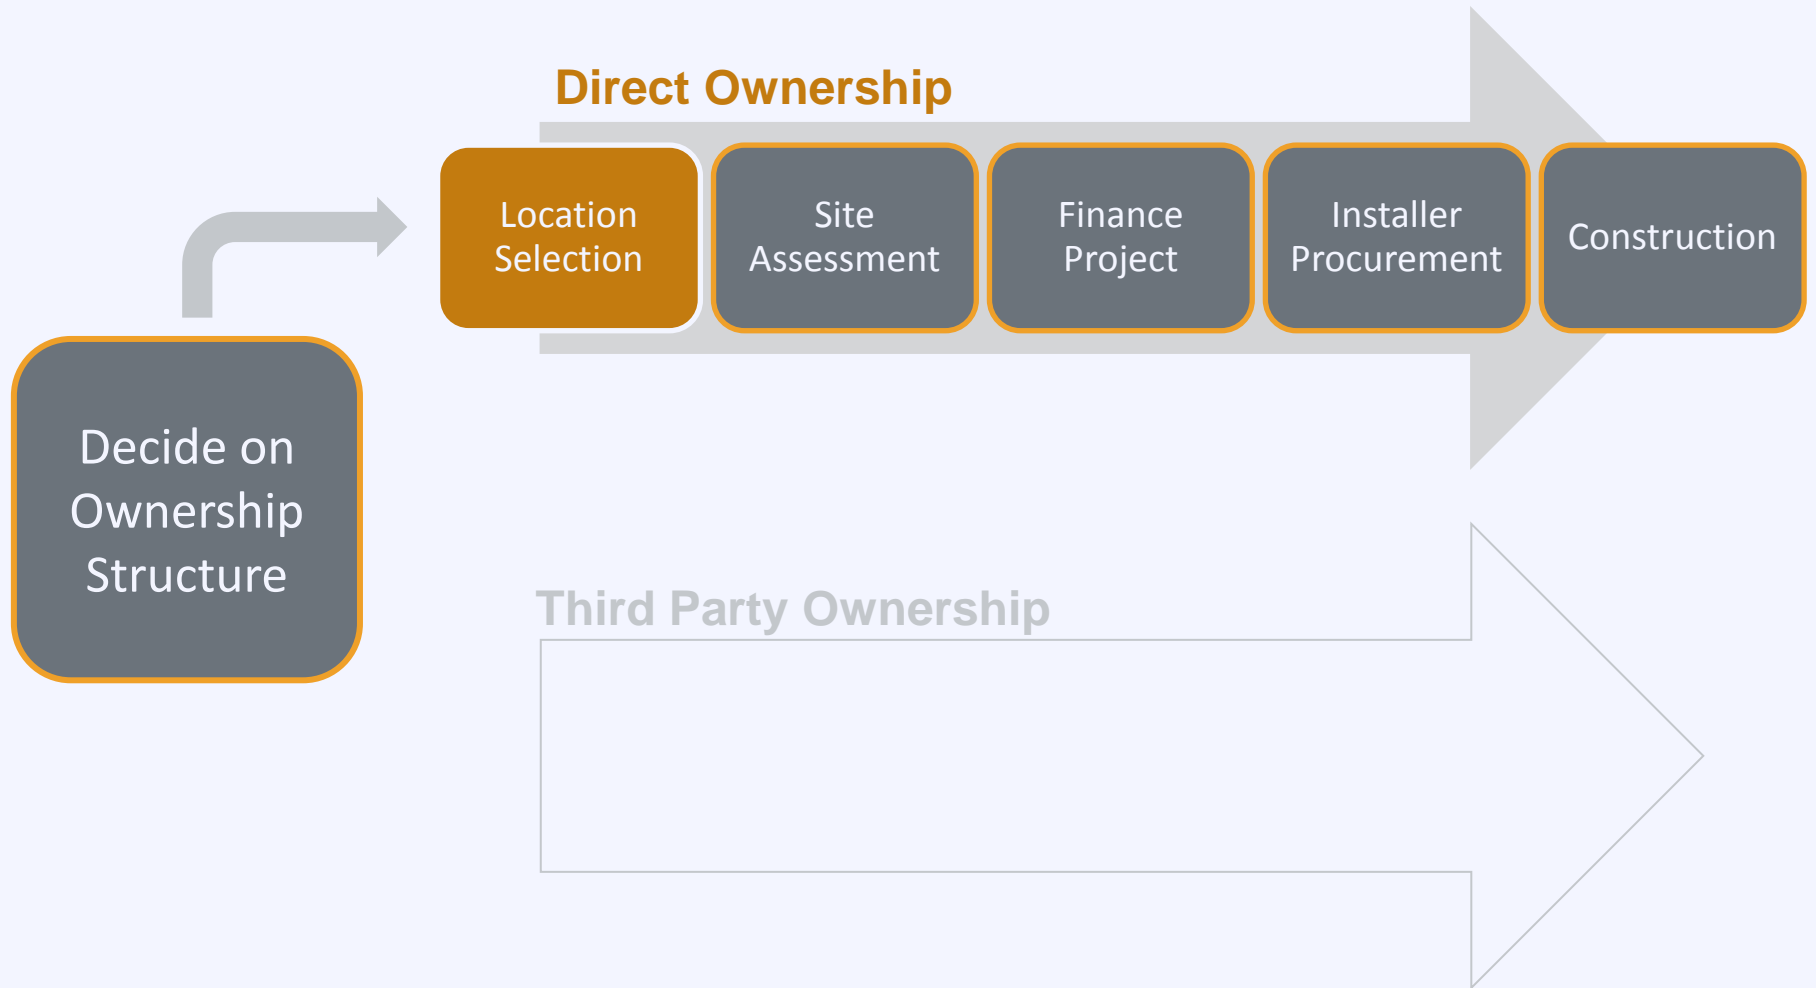 Direct Ownership
Location
Selection
Site
Assessment
Finance
Project
Installer
Procurement
Construction
Decide on
Ownership
Structure
Third Party Ownership